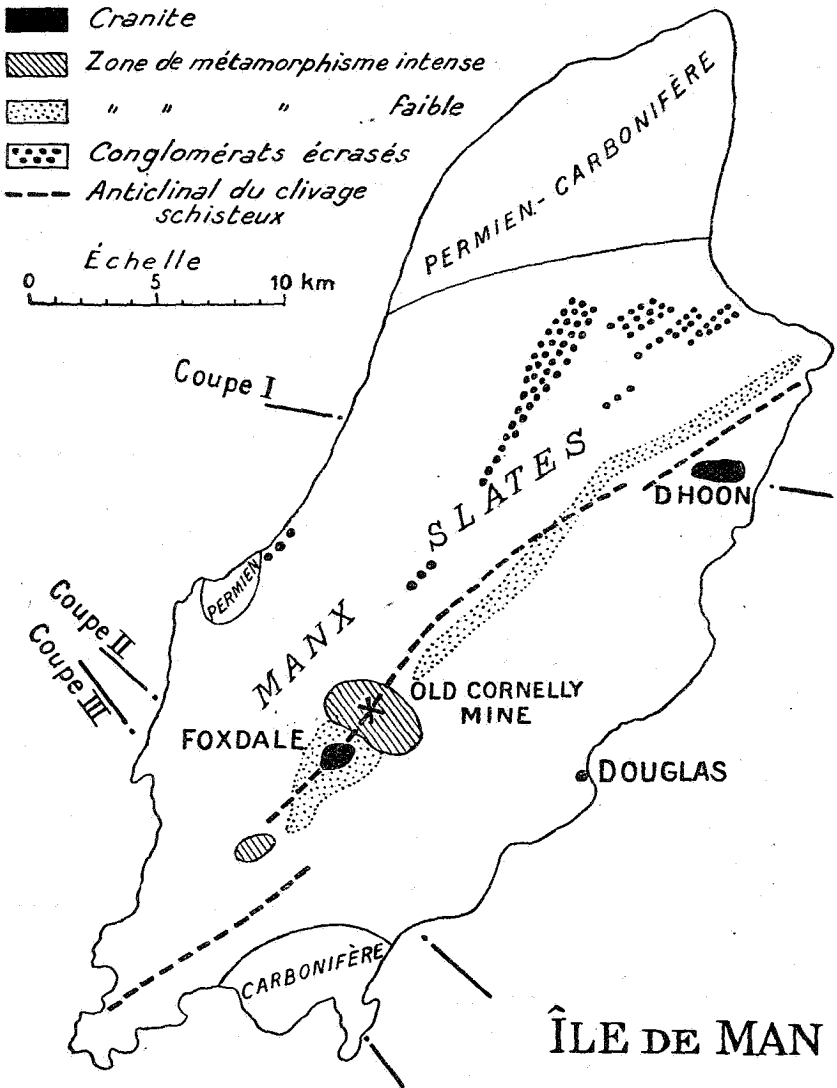 Cranite
Zone de métamorphisme intense
" " " faible
Conglomérats écrasés
Anticlinal du clivage
schisteux
Échelle
0 5 10 km
PERMIEN-CARBONIFÈRE
Coupe I
MANX SLATES
DHOON
PERMIEN
Coupe II
Coupe III
OLD CORNELLY
MINE
FOXDALE
DOUGLAS
CARBONIFÈRE
ÎLE DE MAN